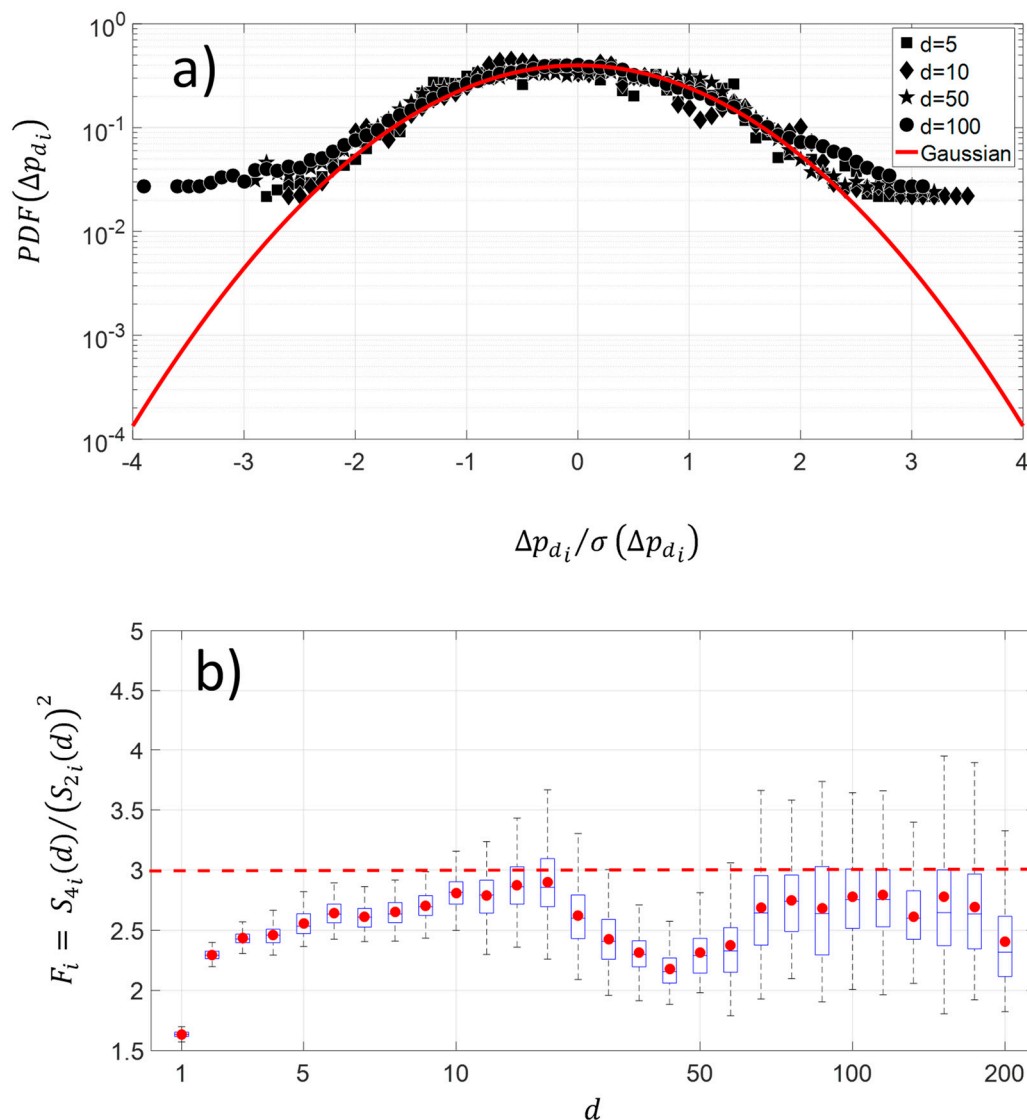 a)
10^0
10^-1
10^-2
10^-3
10^-4
PDF(Δp_{d_i})
d=5
d=10
d=50
d=100
Gaussian
-4 -3 -2 -1 0 1 2 3 4
Δp_{d_i}/σ (Δp_{d_i})
b)
5
4.5
4
3.5
3
2.5
2
1.5
F_i = S_{4_i}(d)/(S_{2_i}(d))^2
1 5 10 50 100 200
d